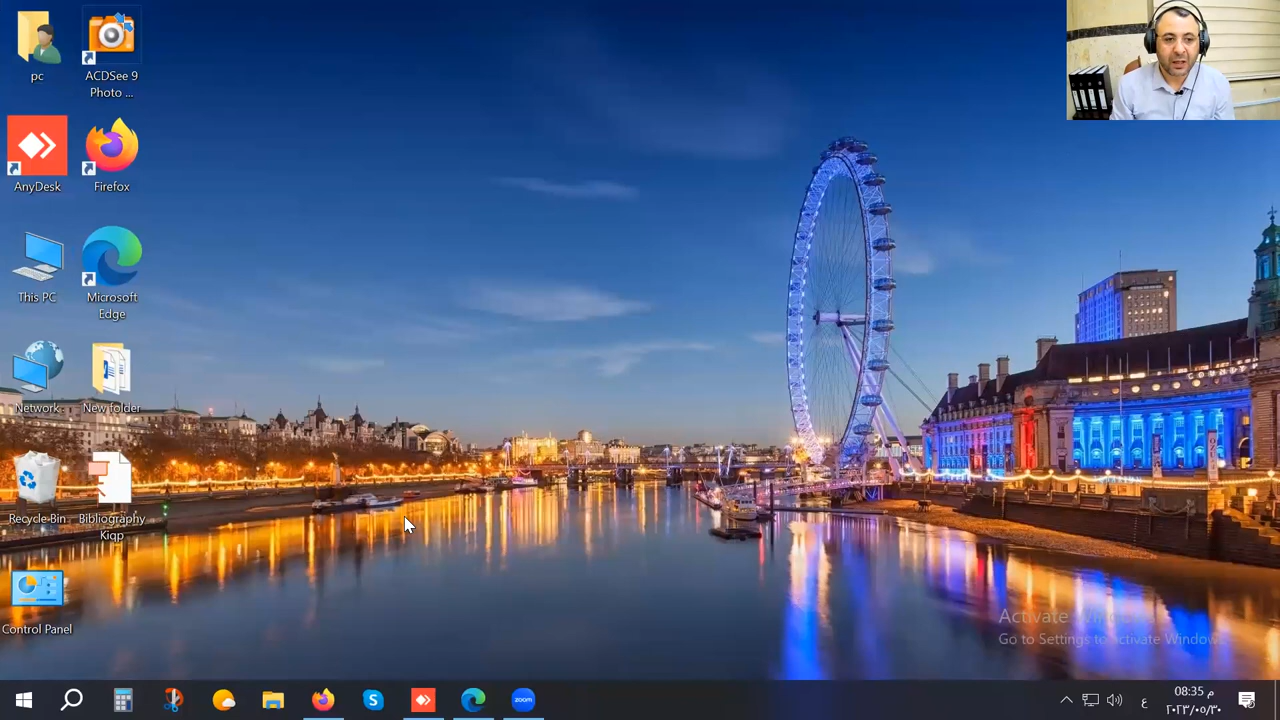 pc
ACDSee 9
Photo ...
AnyDesk
Firefox
This PC
Microsoft
Edge
Network
New folder
Recycle Bin
Bibliography
Kiqp
Control Panel
Go to Settings to activate Windows.
zoom
ع
08:35 م
٢٠٢٣/٠٥/٣٠